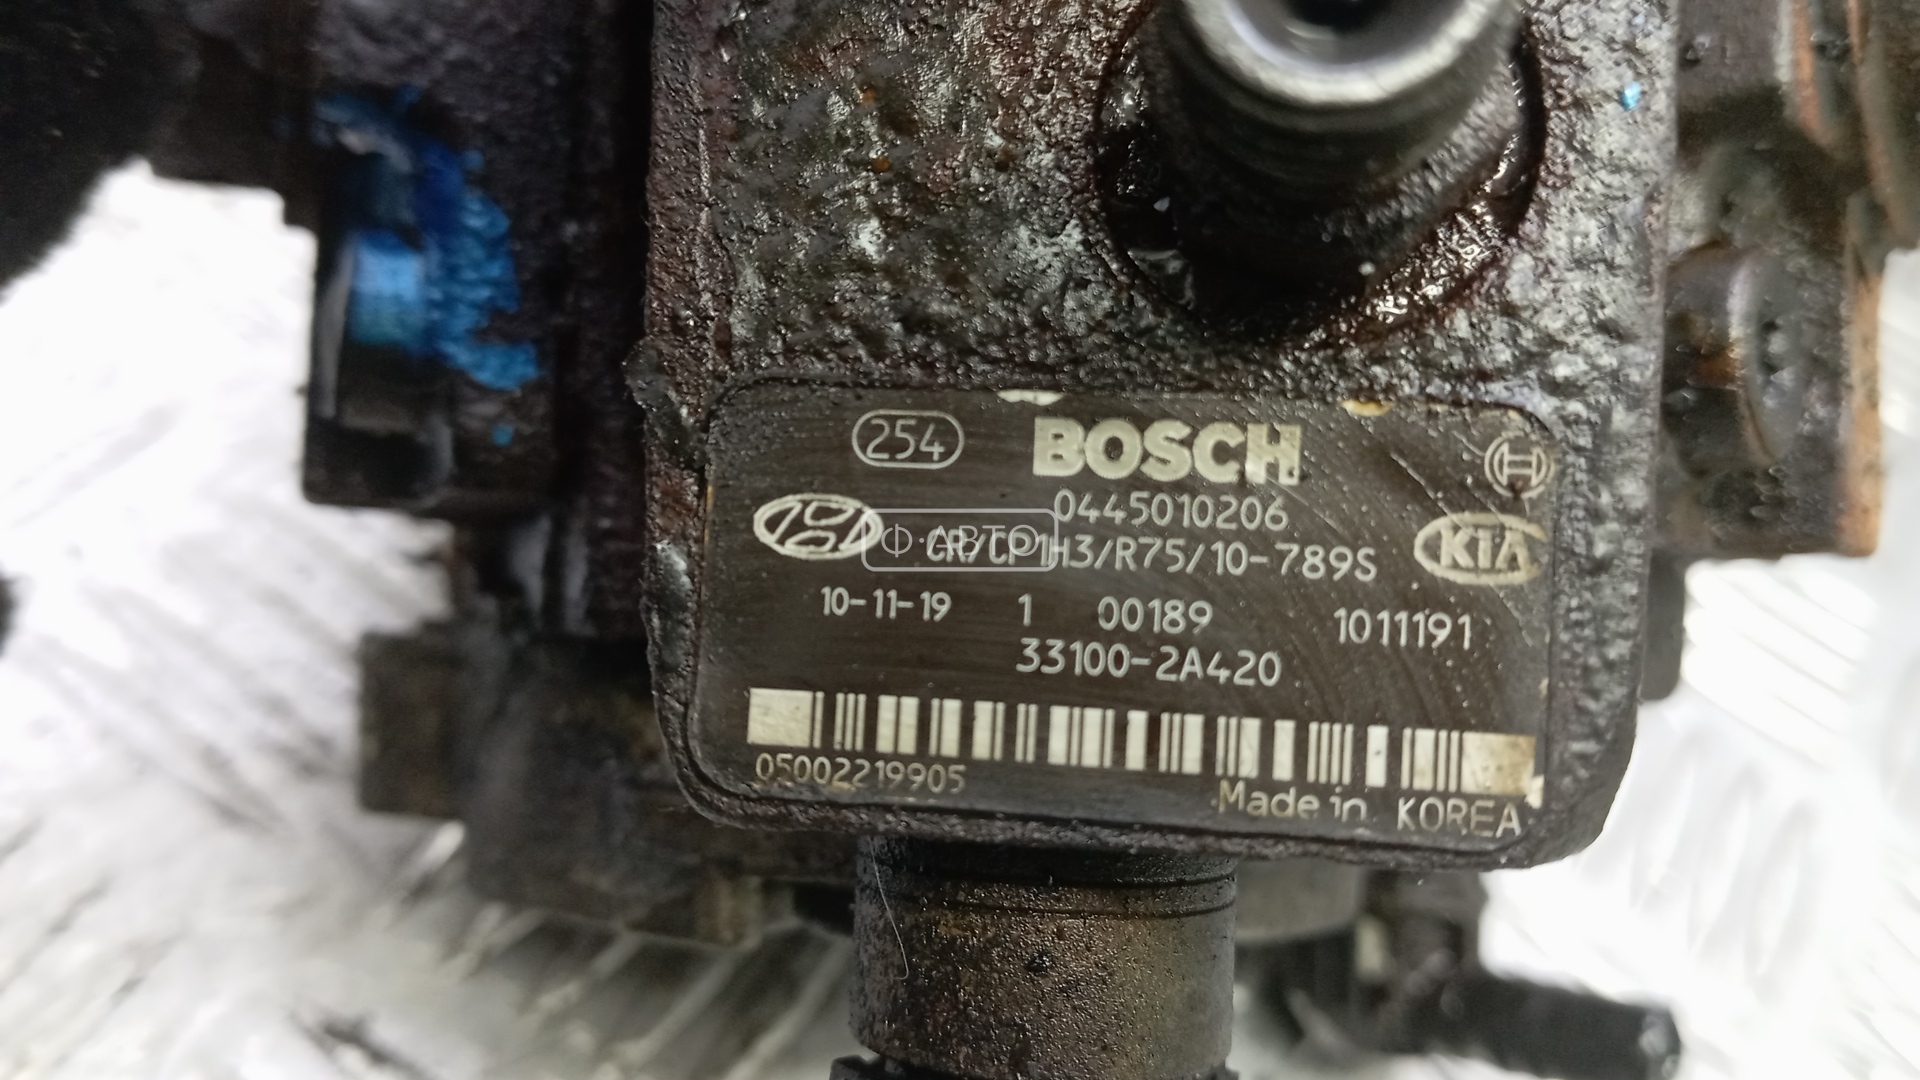 254 BOSCH
0445010206
CR/CP1H3/R75/10-789S KIA
Ф·АВТО
10-11-19 1 00189 1011191
33100-2A420
05002219905
Made in KOREA